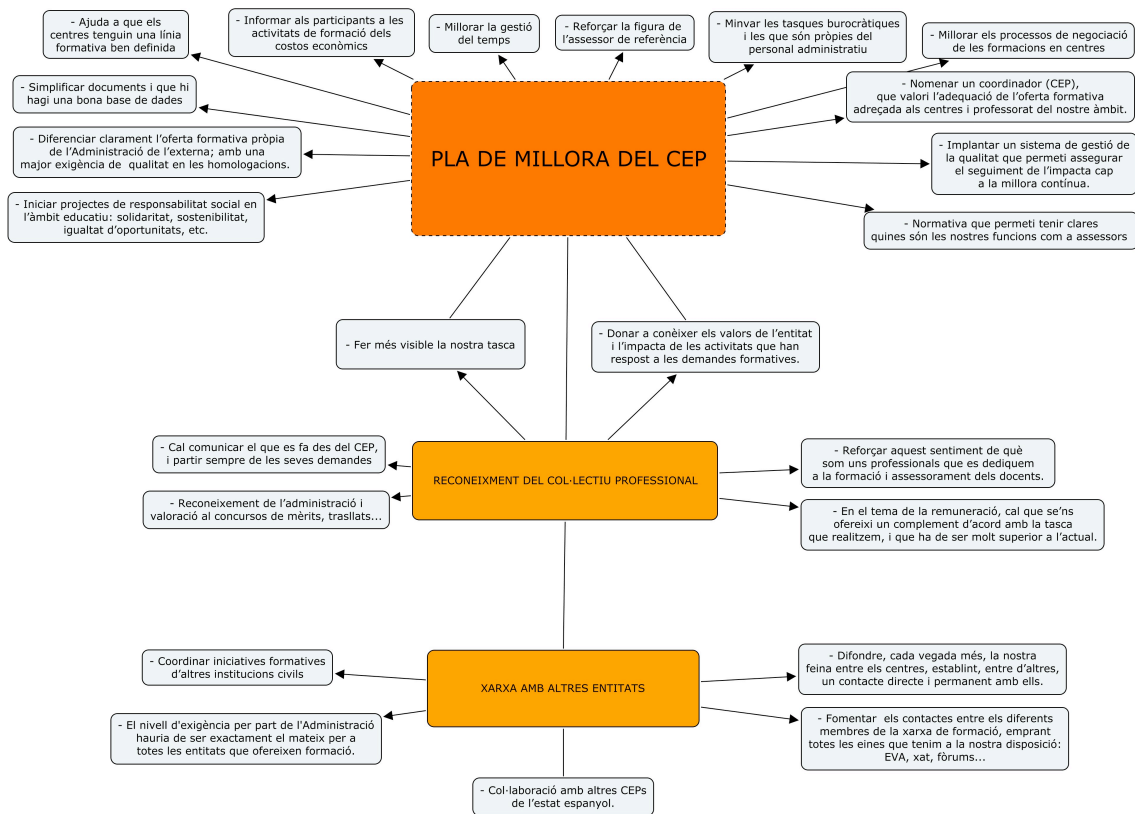 - Ajuda a que els
centres tenguin una línia
formativa ben definida
- Informar als participants a les
activitats de formació dels
costos econòmics
- Millorar la gestió
del temps
- Reforçar la figura de
l’assessor de referència
- Minvar les tasques burocràtiques
i les que són pròpies del
personal administratiu
- Millorar els processos de negociació
de les formacions en centres
- Simplificar documents i que hi
hagi una bona base de dades
- Nomenar un coordinador (CEP),
que valori l’adequació de l’oferta formativa
adreçada als centres i professorat del nostre àmbit.
- Diferenciar clarament l’oferta formativa pròpia
de l’Administració de l’externa; amb una
major exigència de qualitat en les homologacions.
PLA DE MILLORA DEL CEP
- Implantar un sistema de gestió de
la qualitat que permeti assegurar
el seguiment de l’impacta cap
a la millora contínua.
- Iniciar projectes de responsabilitat social en
l’àmbit educatiu: solidaritat, sostenibilitat,
igualtat d’oportunitats, etc.
- Normativa que permeti tenir clares
quines són les nostres funcions com a assessors
- Fer més visible la nostra tasca
- Donar a conèixer els valors de l’entitat
i l’impacta de les activitats que han
respost a les demandes formatives.
- Cal comunicar el que es fa des del CEP,
i partir sempre de les seves demandes
- Reconeixement de l’administració i
valoració al concursos de mèrits, trasllats...
RECONEIXMENT DEL COL·LECTIU PROFESSIONAL
- Reforçar aquest sentiment de què
som uns professionals que es dediquem
a la formació i assessorament dels docents.
- En el tema de la remuneració, cal que se’ns
ofereixi un complement d’acord amb la tasca
que realitzem, i que ha de ser molt superior a l’actual.
- Coordinar iniciatives formatives
d’altres institucions civils
- El nivell d'exigència per part de l'Administració
hauria de ser exactament el mateix per a
totes les entitats que ofereixen formació.
XARXA AMB ALTRES ENTITATS
- Difondre, cada vegada més, la nostra
feina entre els centres, establint, entre d’altres,
un contacte directe i permanent amb ells.
- Fomentar els contactes entre els diferents
membres de la xarxa de formació, emprant
totes les eines que tenim a la nostra disposició:
EVA, xat, fòrums...
- Col·laboració amb altres CEPs
de l’estat espanyol.